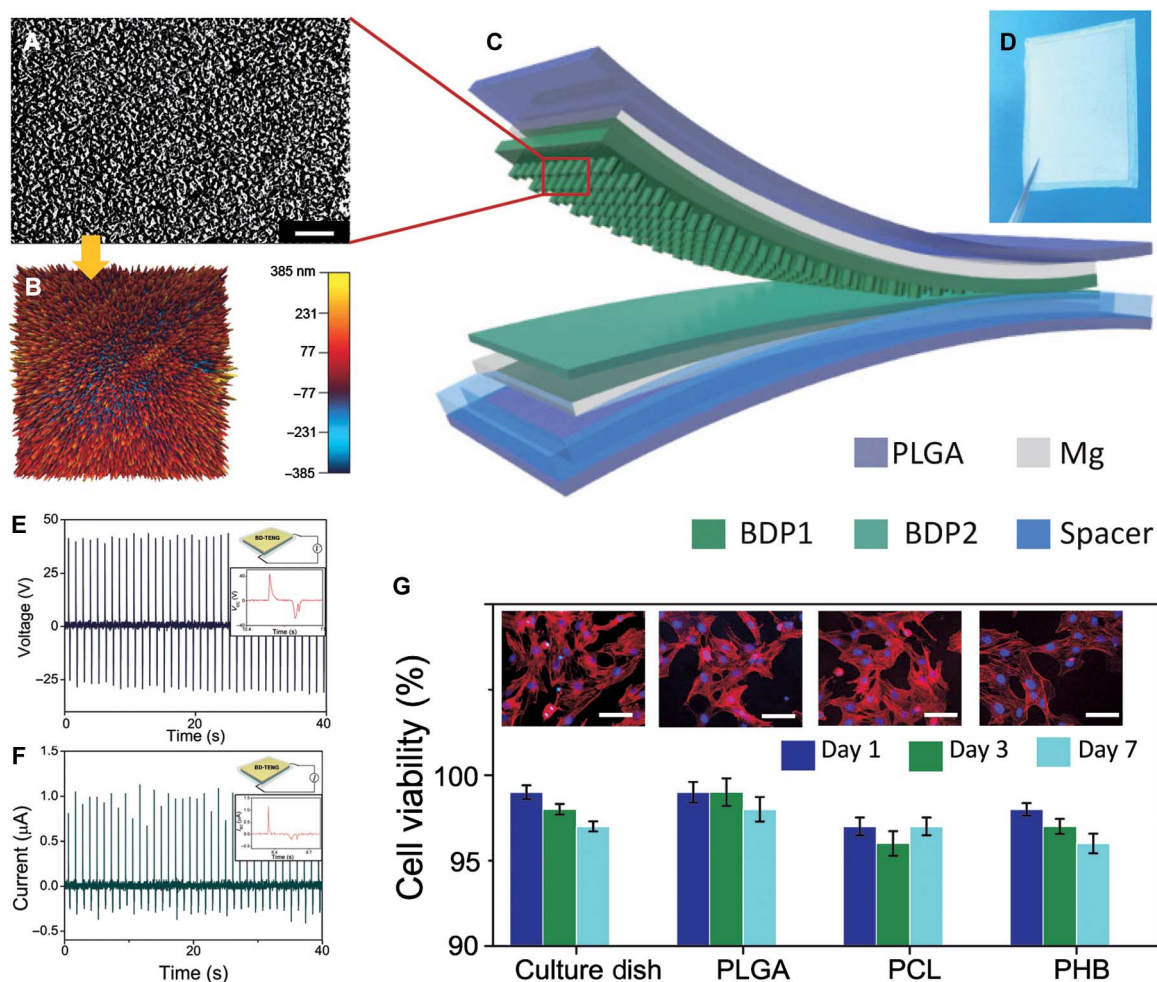 A
C
D
B
385 nm
231
77
−77
−231
−385
PLGA
Mg
BDP1
BDP2
Spacer
E
Voltage (V)
50
25
0
−25
0
20
40
Time (s)
BD-TENG
V
40
0
-40
Time (s)
F
Current (μA)
1.5
1.0
0.5
0.0
−0.5
0
20
40
Time (s)
BD-TENG
Time (s)
G
Cell viability (%)
Day 1
Day 3
Day 7
100
95
90
Culture dish
PLGA
PCL
PHB